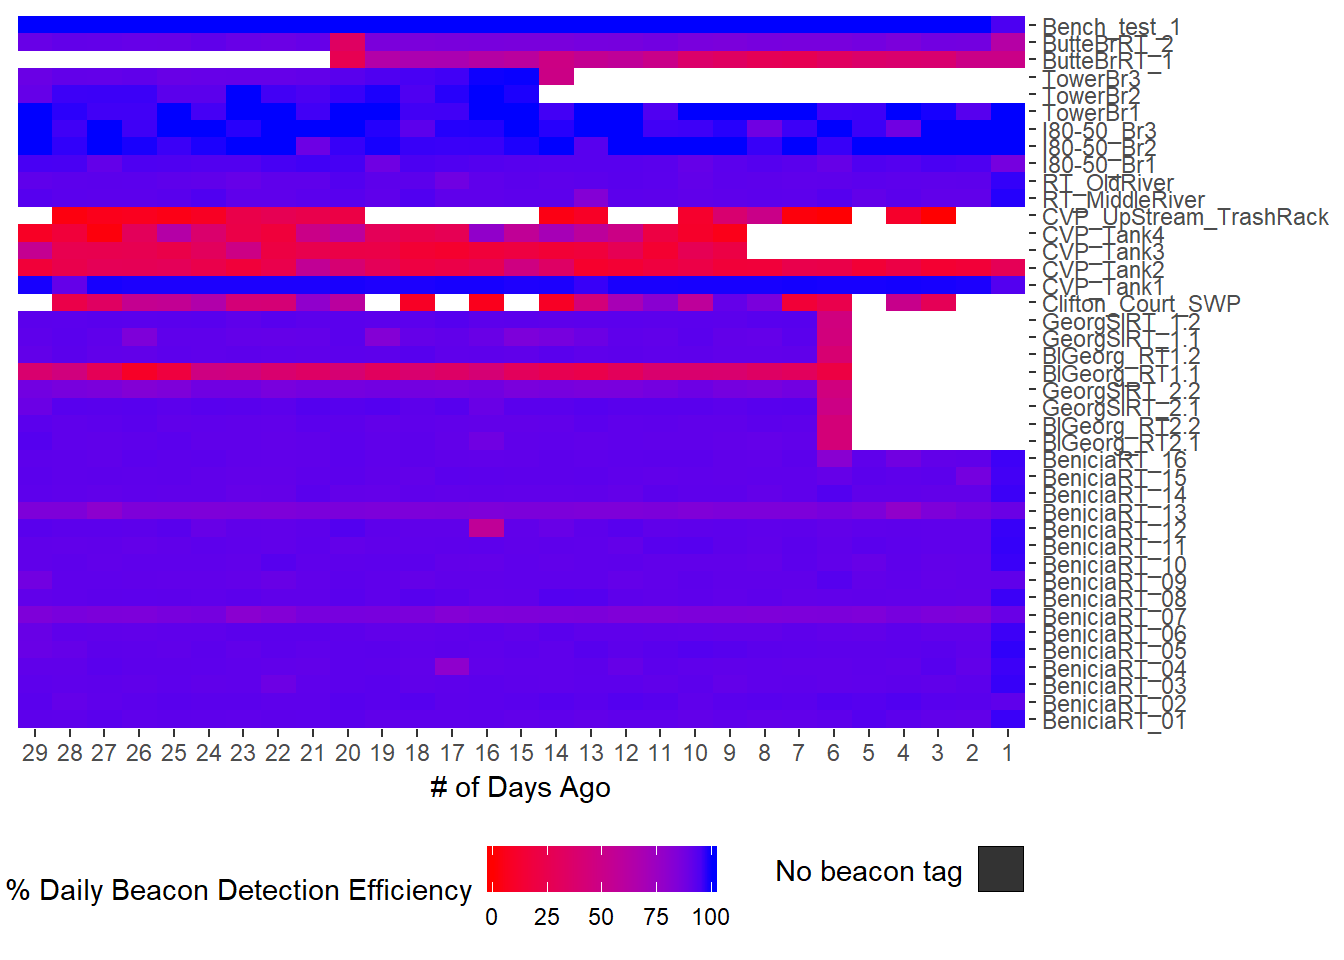 Bench_test_1
ButteBrRT_2
ButteBrRT_1
TowerBr3
TowerBr2
TowerBr1
I80-50_Br3
I80-50_Br2
I80-50_Br1
RT_OldRiver
RT_MiddleRiver
CVP_UpStream_TrashRack
CVP_Tank4
CVP_Tank3
CVP_Tank2
CVP_Tank1
Clifton_Court_SWP
GeorgSlRT_1.2
GeorgSlRT_1.1
BlGeorg_RT1.2
BlGeorg_RT1.1
GeorgSlRT_2.2
GeorgSlRT_2.1
BlGeorg_RT2.2
BlGeorg_RT2.1
BeniciaRT_16
BeniciaRT_15
BeniciaRT_14
BeniciaRT_13
BeniciaRT_12
BeniciaRT_11
BeniciaRT_10
BeniciaRT_09
BeniciaRT_08
BeniciaRT_07
BeniciaRT_06
BeniciaRT_05
BeniciaRT_04
BeniciaRT_03
BeniciaRT_02
BeniciaRT_01
29 28 27 26 25 24 23 22 21 20 19 18 17 16 15 14 13 12 11 10 9 8 7 6 5 4 3 2 1
# of Days Ago
% Daily Beacon Detection Efficiency
0 25 50 75 100
No beacon tag